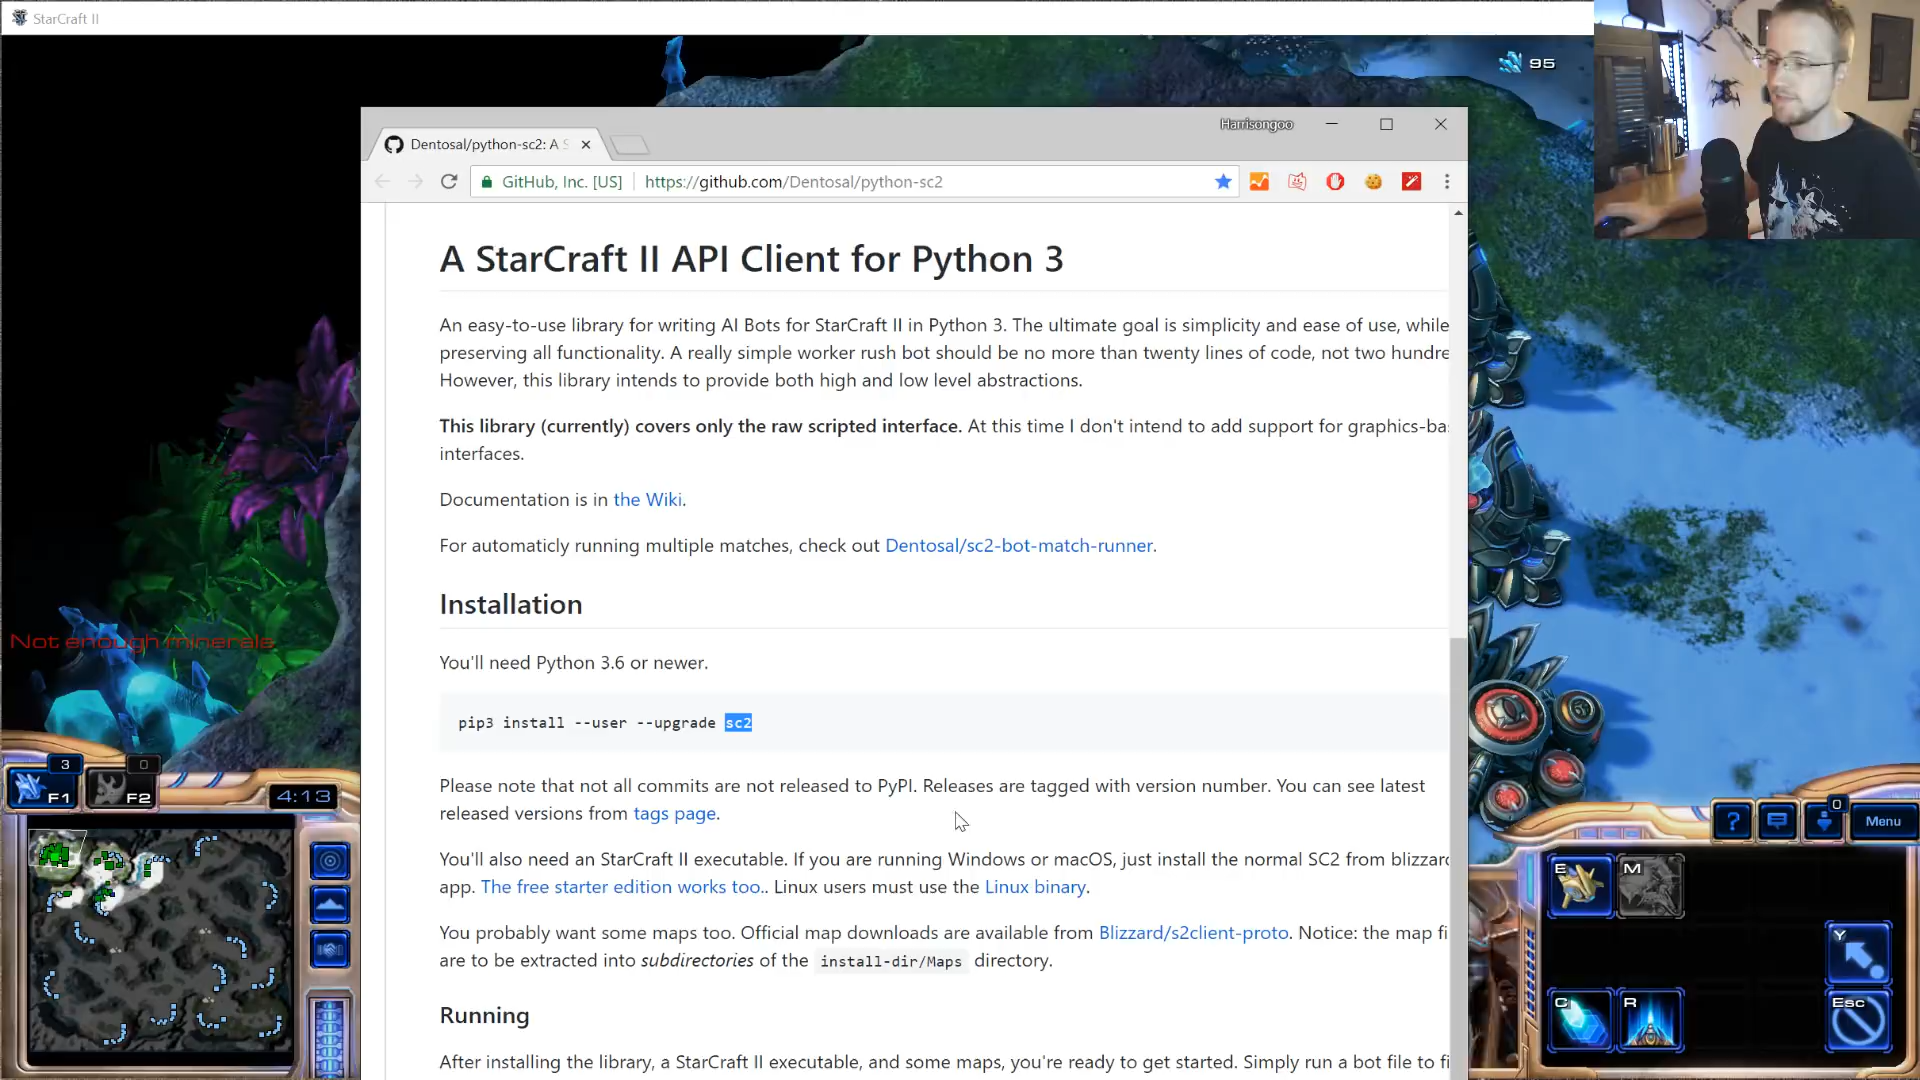 StarCraft II
95
Harrisongoo
Dentosal/python-sc2: A S
GitHub, Inc. [US]
https://github.com/Dentosal/python-sc2
A StarCraft II API Client for Python 3
An easy-to-use library for writing AI Bots for StarCraft II in Python 3. The ultimate goal is simplicity and ease of use, while
preserving all functionality. A really simple worker rush bot should be no more than twenty lines of code, not two hundre
However, this library intends to provide both high and low level abstractions.
This library (currently) covers only the raw scripted interface. At this time I don't intend to add support for graphics-ba
interfaces.
Documentation is in the Wiki.
For automaticly running multiple matches, check out Dentosal/sc2-bot-match-runner.
Installation
Not enough minerals
You'll need Python 3.6 or newer.
pip3 install --user --upgrade sc2
Please note that not all commits are not released to PyPI. Releases are tagged with version number. You can see latest
released versions from tags page.
You'll also need an StarCraft II executable. If you are running Windows or macOS, just install the normal SC2 from blizzard
app. The free starter edition works too.. Linux users must use the Linux binary.
You probably want some maps too. Official map downloads are available from Blizzard/s2client-proto. Notice: the map fi
are to be extracted into subdirectories of the install-dir/Maps directory.
Running
After installing the library, a StarCraft II executable, and some maps, you're ready to get started. Simply run a bot file to fi
3
0
F1
F2
4:13
0
?
Menu
E
M
Y
C
R
Esc